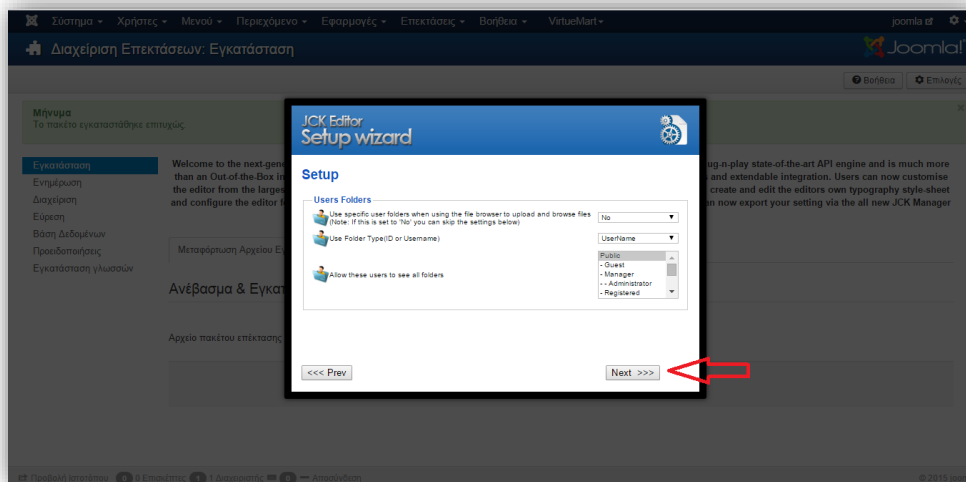 Σύστημα Χρήστες Μενού Περιεχόμενο Εφαρμογές Επεκτάσεις Βοήθεια VirtueMart joomla
Διαχείριση Επεκτάσεων: Εγκατάσταση Joomla!
Βοήθεια Επιλογές
Μήνυμα
Το πακέτο εγκαταστάθηκε επιτυχώς.
Εγκατάσταση
Ενημέρωση
Διαχείριση
Εύρεση
Βάση Δεδομένων
Προειδοποιήσεις
Εγκατάσταση γλωσσών
Welcome to the next-gene ug-n-play state-of-the-art API engine and is much more
than an Out-of-the-Box in and extendable integration. Users can now customise
the editor from the larges create and edit the editors own typography style-sheet
and configure the editor f n now export your setting via the all new JCK Manager
Μεταφόρτωση Αρχείου Εγ
Ανέβασμα & Εγκατ
Αρχείο πακέτου επέκτασης
JCK Editor
Setup wizard
Setup
Users Folders
Use specific user folders when using the file browser to upload and browse files No
(Note: If this is set to 'No' you can skip the settings below)
Use Folder Type(ID or Username) UserName
Allow these users to see all folders
Public
- Guest
- Manager
- - Administrator
- Registered
<<< Prev Next >>>
Προβολή Ιστοτόπου 0 0 Επισκέπτες 1 1 Διαχειριστής 0 Αποσύνδεση © 2015 joom